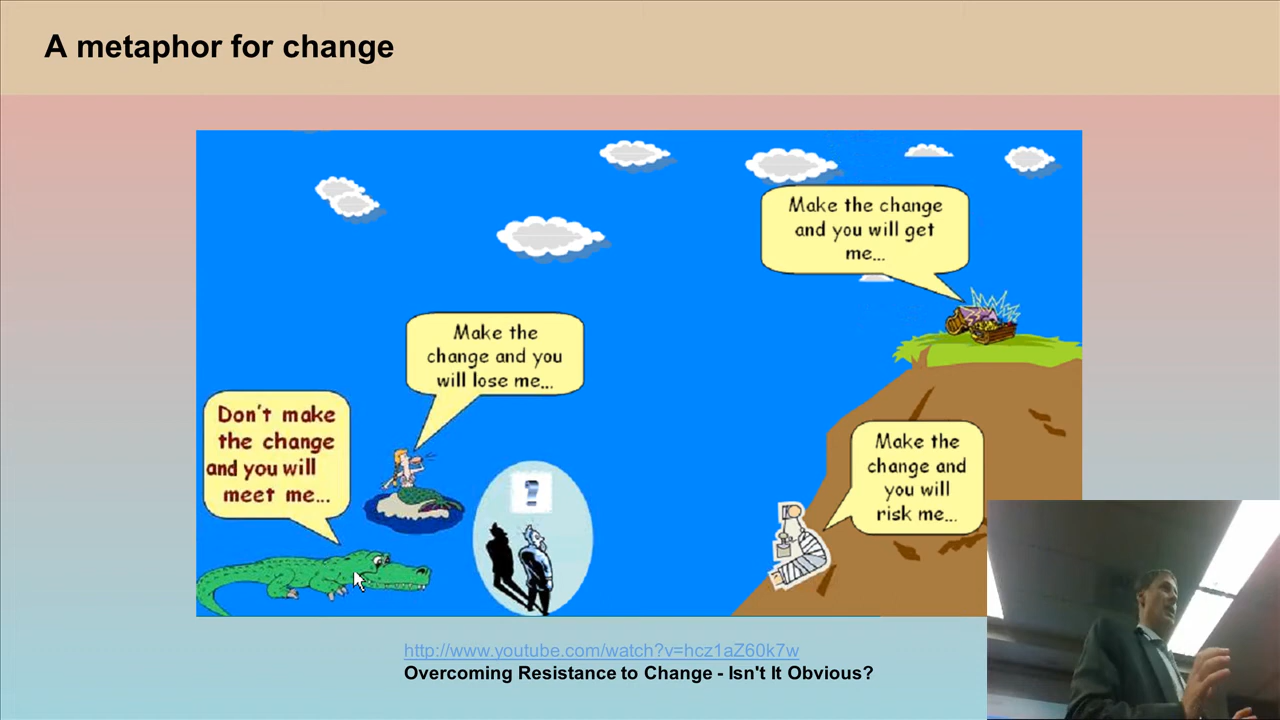 A metaphor for change
Make the change
and you will get
me...
Make the
change and you
will lose me...
Don't make
the change
and you will
meet me...
?
Make the
change and
you will
risk me...
http://www.youtube.com/watch?v=hcz1aZ60k7w
Overcoming Resistance to Change - Isn't It Obvious?